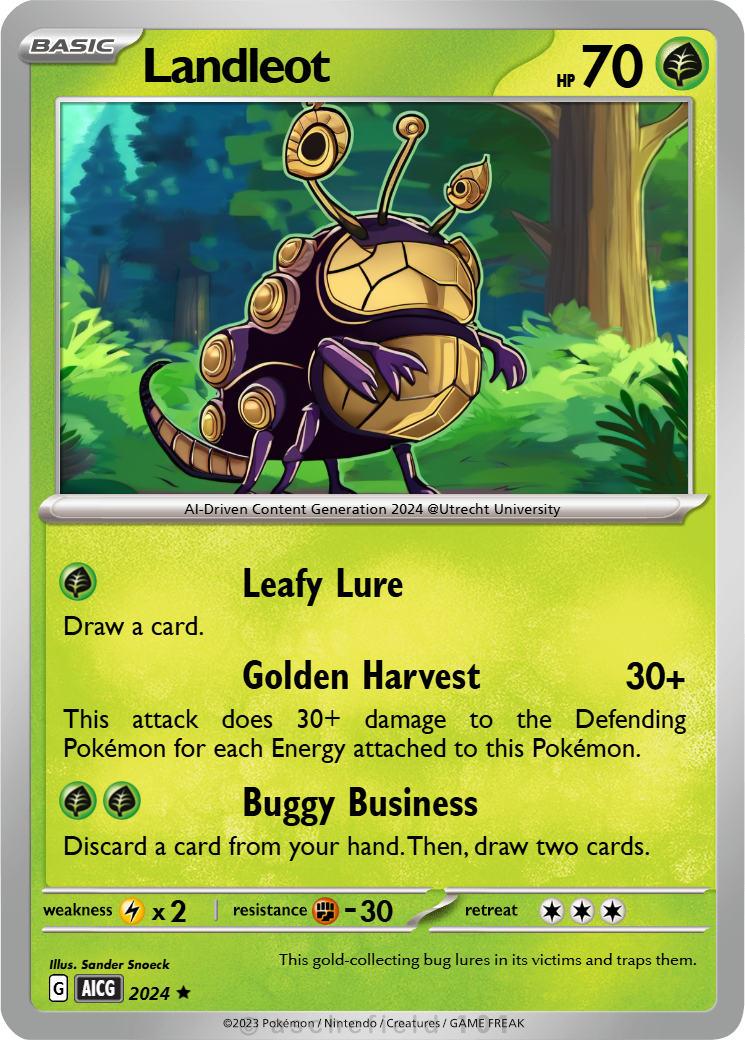 BASIC
Landleot
HP 70
AI-Driven Content Generation 2024 @Utrecht University
Leafy Lure
Draw a card.
Golden Harvest 30+
This attack does 30+ damage to the Defending
Pokémon for each Energy attached to this Pokémon.
Buggy Business
Discard a card from your hand. Then, draw two cards.
weakness x 2 resistance -30 retreat
Illus. Sander Snoeck
This gold-collecting bug lures in its victims and traps them.
G AICG 2024
©2023 Pokémon / Nintendo / Creatures / GAME FREAK